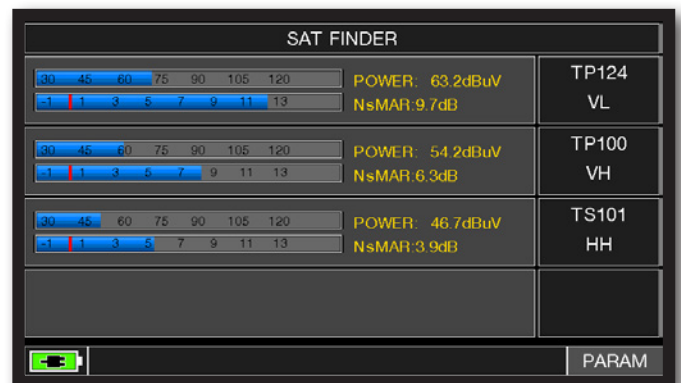 SAT FINDER
30 45 60 75 90 105 120
-1 1 3 5 7 9 11 13
POWER: 63.2dBuV
NsMAR:9.7dB
TP124
VL
30 45 60 75 90 105 120
-1 1 3 5 7 9 11 13
POWER: 54.2dBuV
NsMAR:6.3dB
TP100
VH
30 45 60 75 90 105 120
-1 1 3 5 7 9 11 13
POWER: 46.7dBuV
NsMAR:3.9dB
TS101
HH
PARAM